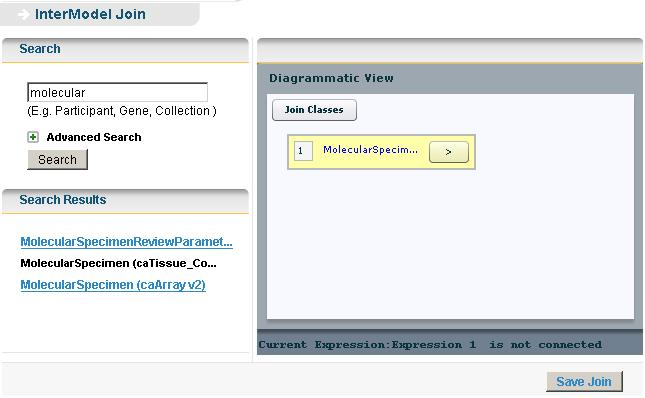 InterModel Join
Search
molecular
(E.g. Participant, Gene, Collection )
Advanced Search
Search
Search Results
MolecularSpecimenReviewParamet...
MolecularSpecimen (caTissue_Co...
MolecularSpecimen (caArray v2)
Diagrammatic View
Join Classes
1 MolecularSpecim... >
Current Expression:Expression 1 is not connected
Save Join